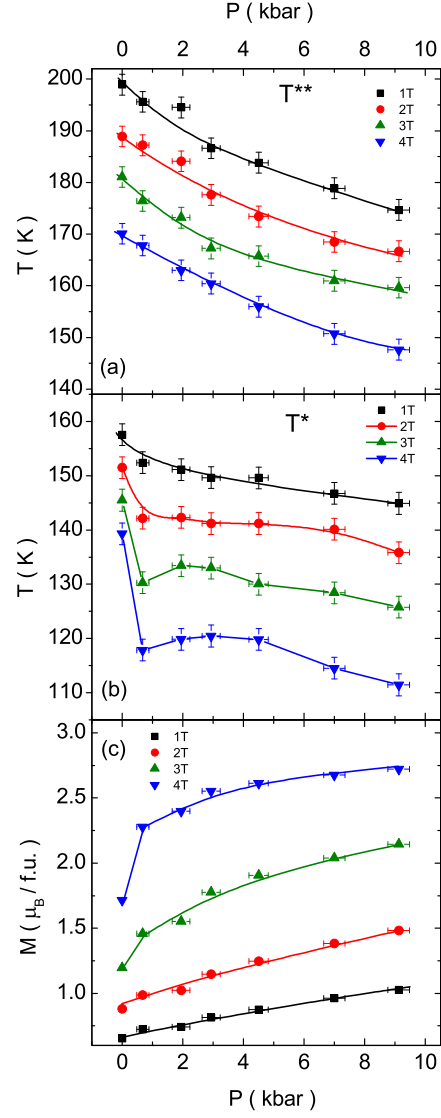 P ( kbar )
0 2 4 6 8 10
200
190
180
170
160
150
140
T ( K )
T**
1T
2T
3T
4T
(a)
160
150
140
130
120
110
T ( K )
T*
1T
2T
3T
4T
(b)
3.0
2.5
2.0
1.5
1.0
M ( μB / f.u. )
(c)
1T
2T
3T
4T
0 2 4 6 8 10
P ( kbar )